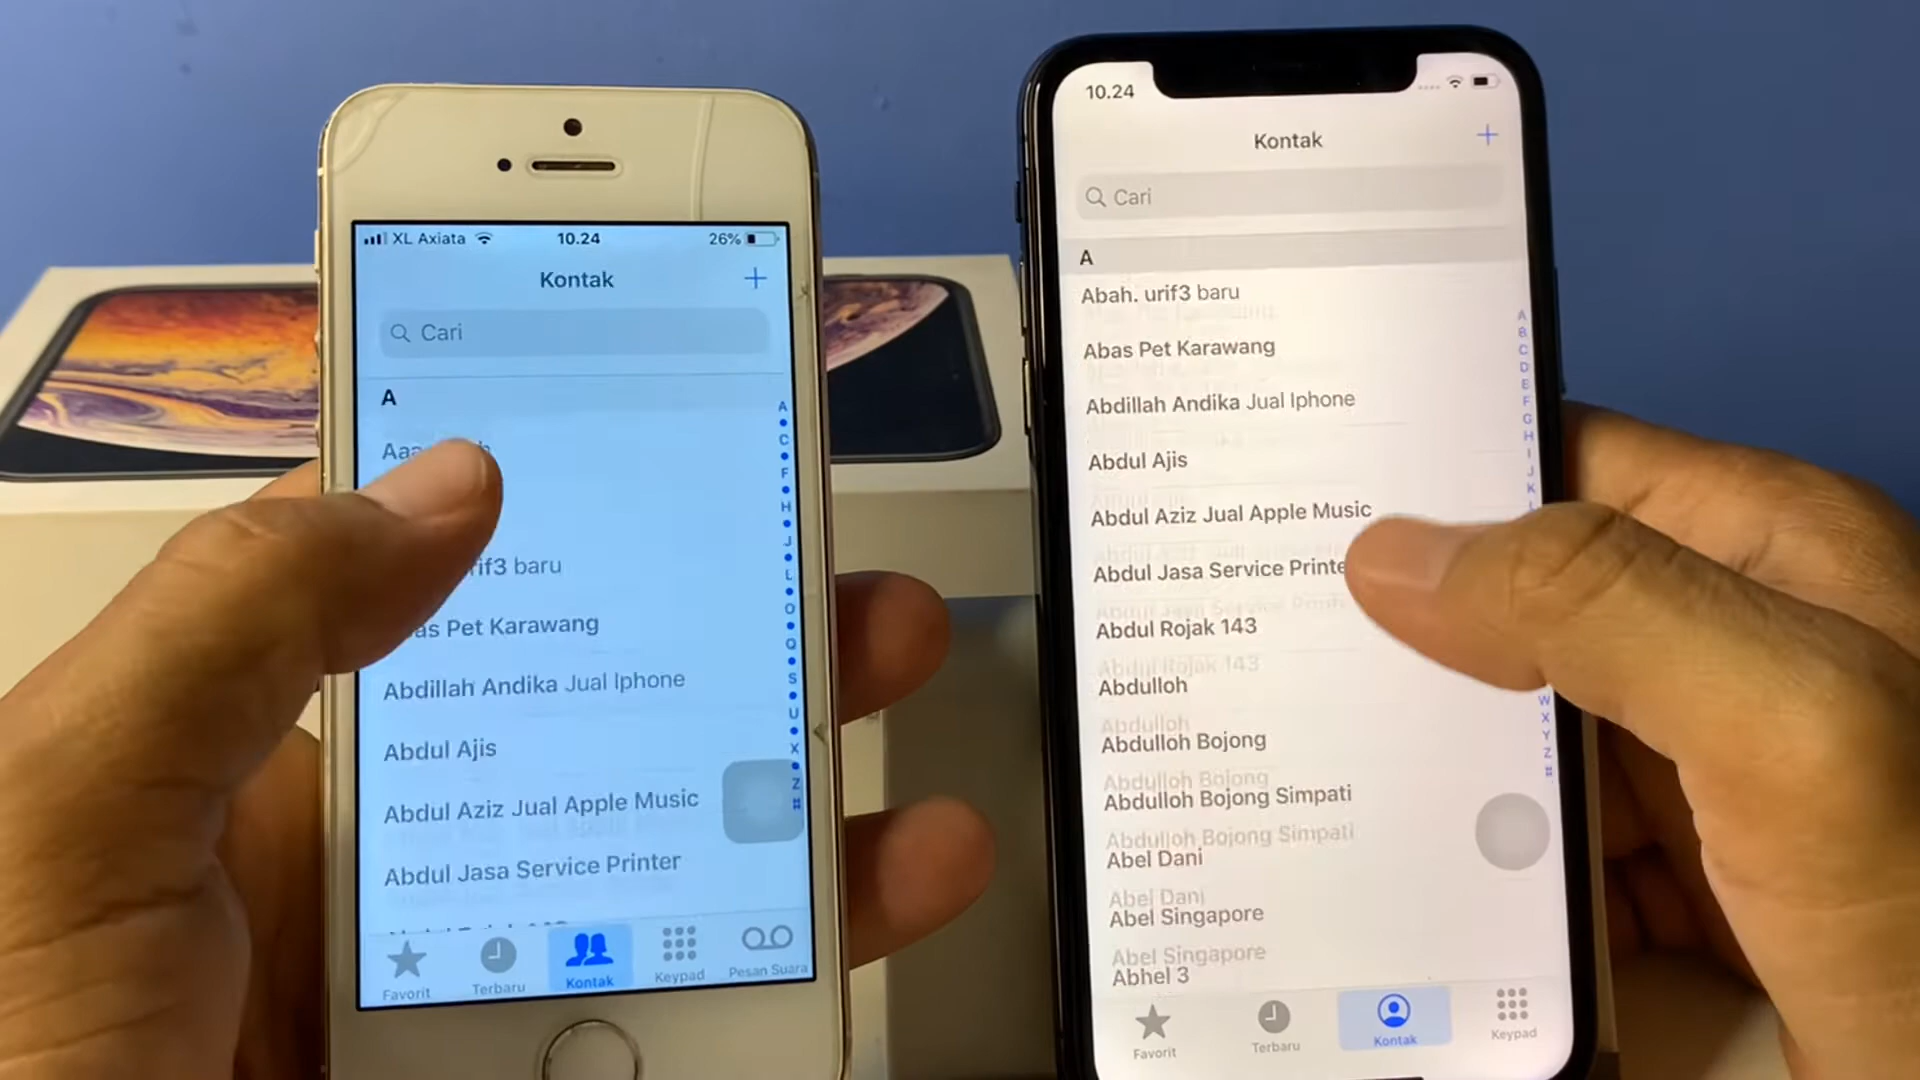 XL Axiata
10.24
26%
Kontak
Cari
A
rif3 baru
as Pet Karawang
Abdillah Andika Jual Iphone
Abdul Ajis
Abdul Aziz Jual Apple Music
Abdul Jasa Service Printer
A
C
F
H
J
L
O
Q
S
U
X
Z
#
Favorit
Terbaru
Kontak
Keypad
Pesan Suara
10.24
Kontak
Cari
A
Abah. urif3 baru
Abas Pet Karawang
Abdillah Andika Jual Iphone
Abdul Ajis
Abdul Aziz Jual Apple Music
Abdul Jasa Service Printe
Abdul Rojak 143
Abdulloh
Abdulloh Bojong
Abdulloh Bojong Simpati
Abel Dani
Abel Singapore
Abhel 3
A
B
C
D
E
F
G
H
I
J
K
L
W
X
Y
Z
#
Favorit
Terbaru
Kontak
Keypad